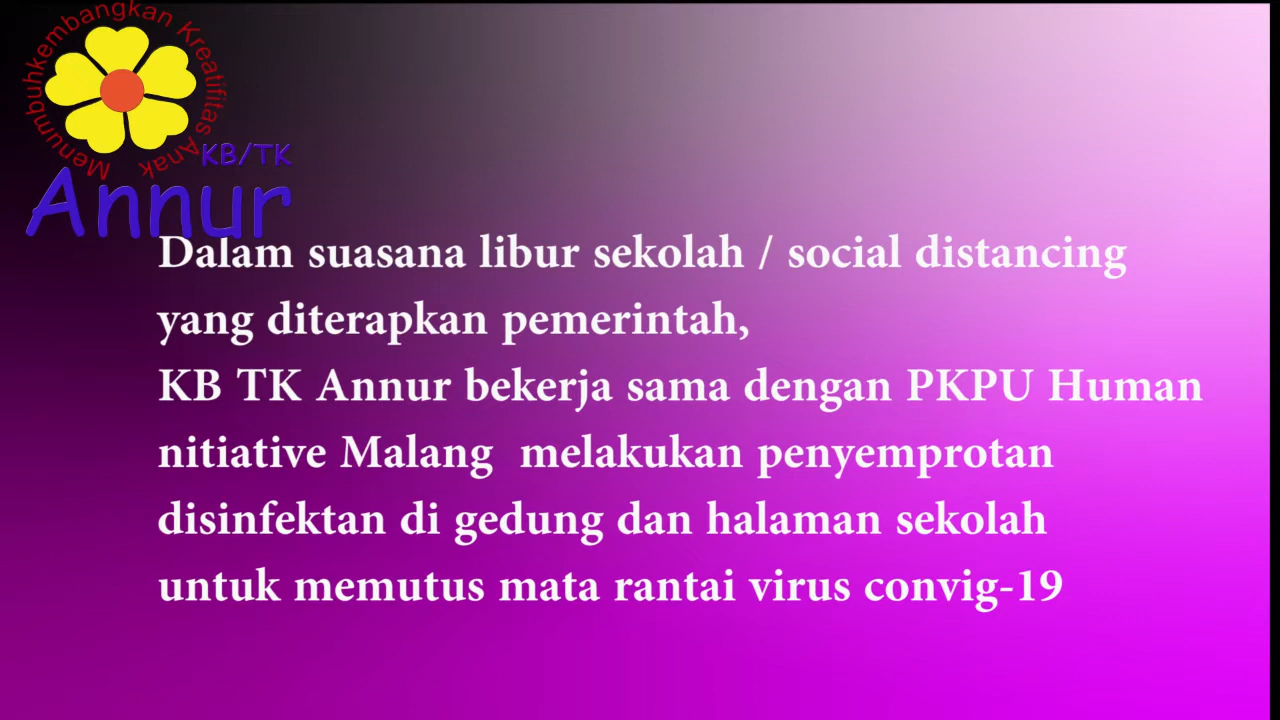 Menumbuhkembangkan Kreatifitas Anak
KB/TK
Annur
Dalam suasana libur sekolah / social distancing
yang diterapkan pemerintah,
KB TK Annur bekerja sama dengan PKPU Human
nitiative Malang melakukan penyemprotan
disinfektan di gedung dan halaman sekolah
untuk memutus mata rantai virus convig-19